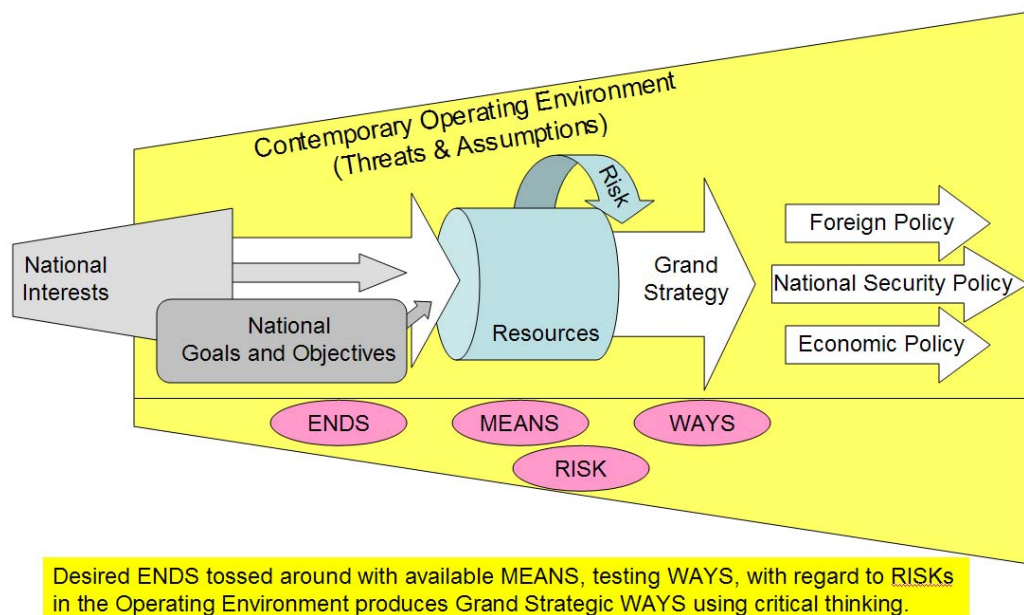 Contemporary Operating Environment
(Threats & Assumptions)
Risk
National
Interests
National
Goals and Objectives
Resources
Grand
Strategy
Foreign Policy
National Security Policy
Economic Policy
ENDS
MEANS
WAYS
RISK
Desired ENDS tossed around with available MEANS, testing WAYS, with regard to RISKs
in the Operating Environment produces Grand Strategic WAYS using critical thinking.